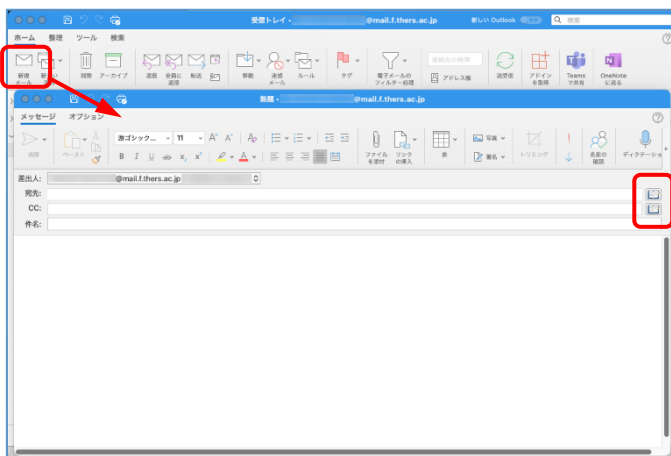 受信トレイ • @mail.f.thers.ac.jp 新しい Outlook 検索
ホーム 整理 ツール 検索
新規メール 削除 アーカイブ 返信 全員に返信 転送 移動 迷惑メール ルール タグ 電子メールのフィルター処理 連絡先の検索 アドレス帳 送受信 アドインを取得 Teams で共有 OneNote に送る
無題 • @mail.f.thers.ac.jp
メッセージ オプション
游ゴシック... 11 A^ A˅
送信 ペースト B I U ab x, x² A ファイルを添付 リンクの挿入 表 写真 署名 トリミング 名前の確認 ディクテーショ
差出人: @mail.f.thers.ac.jp
宛先:
CC:
件名: